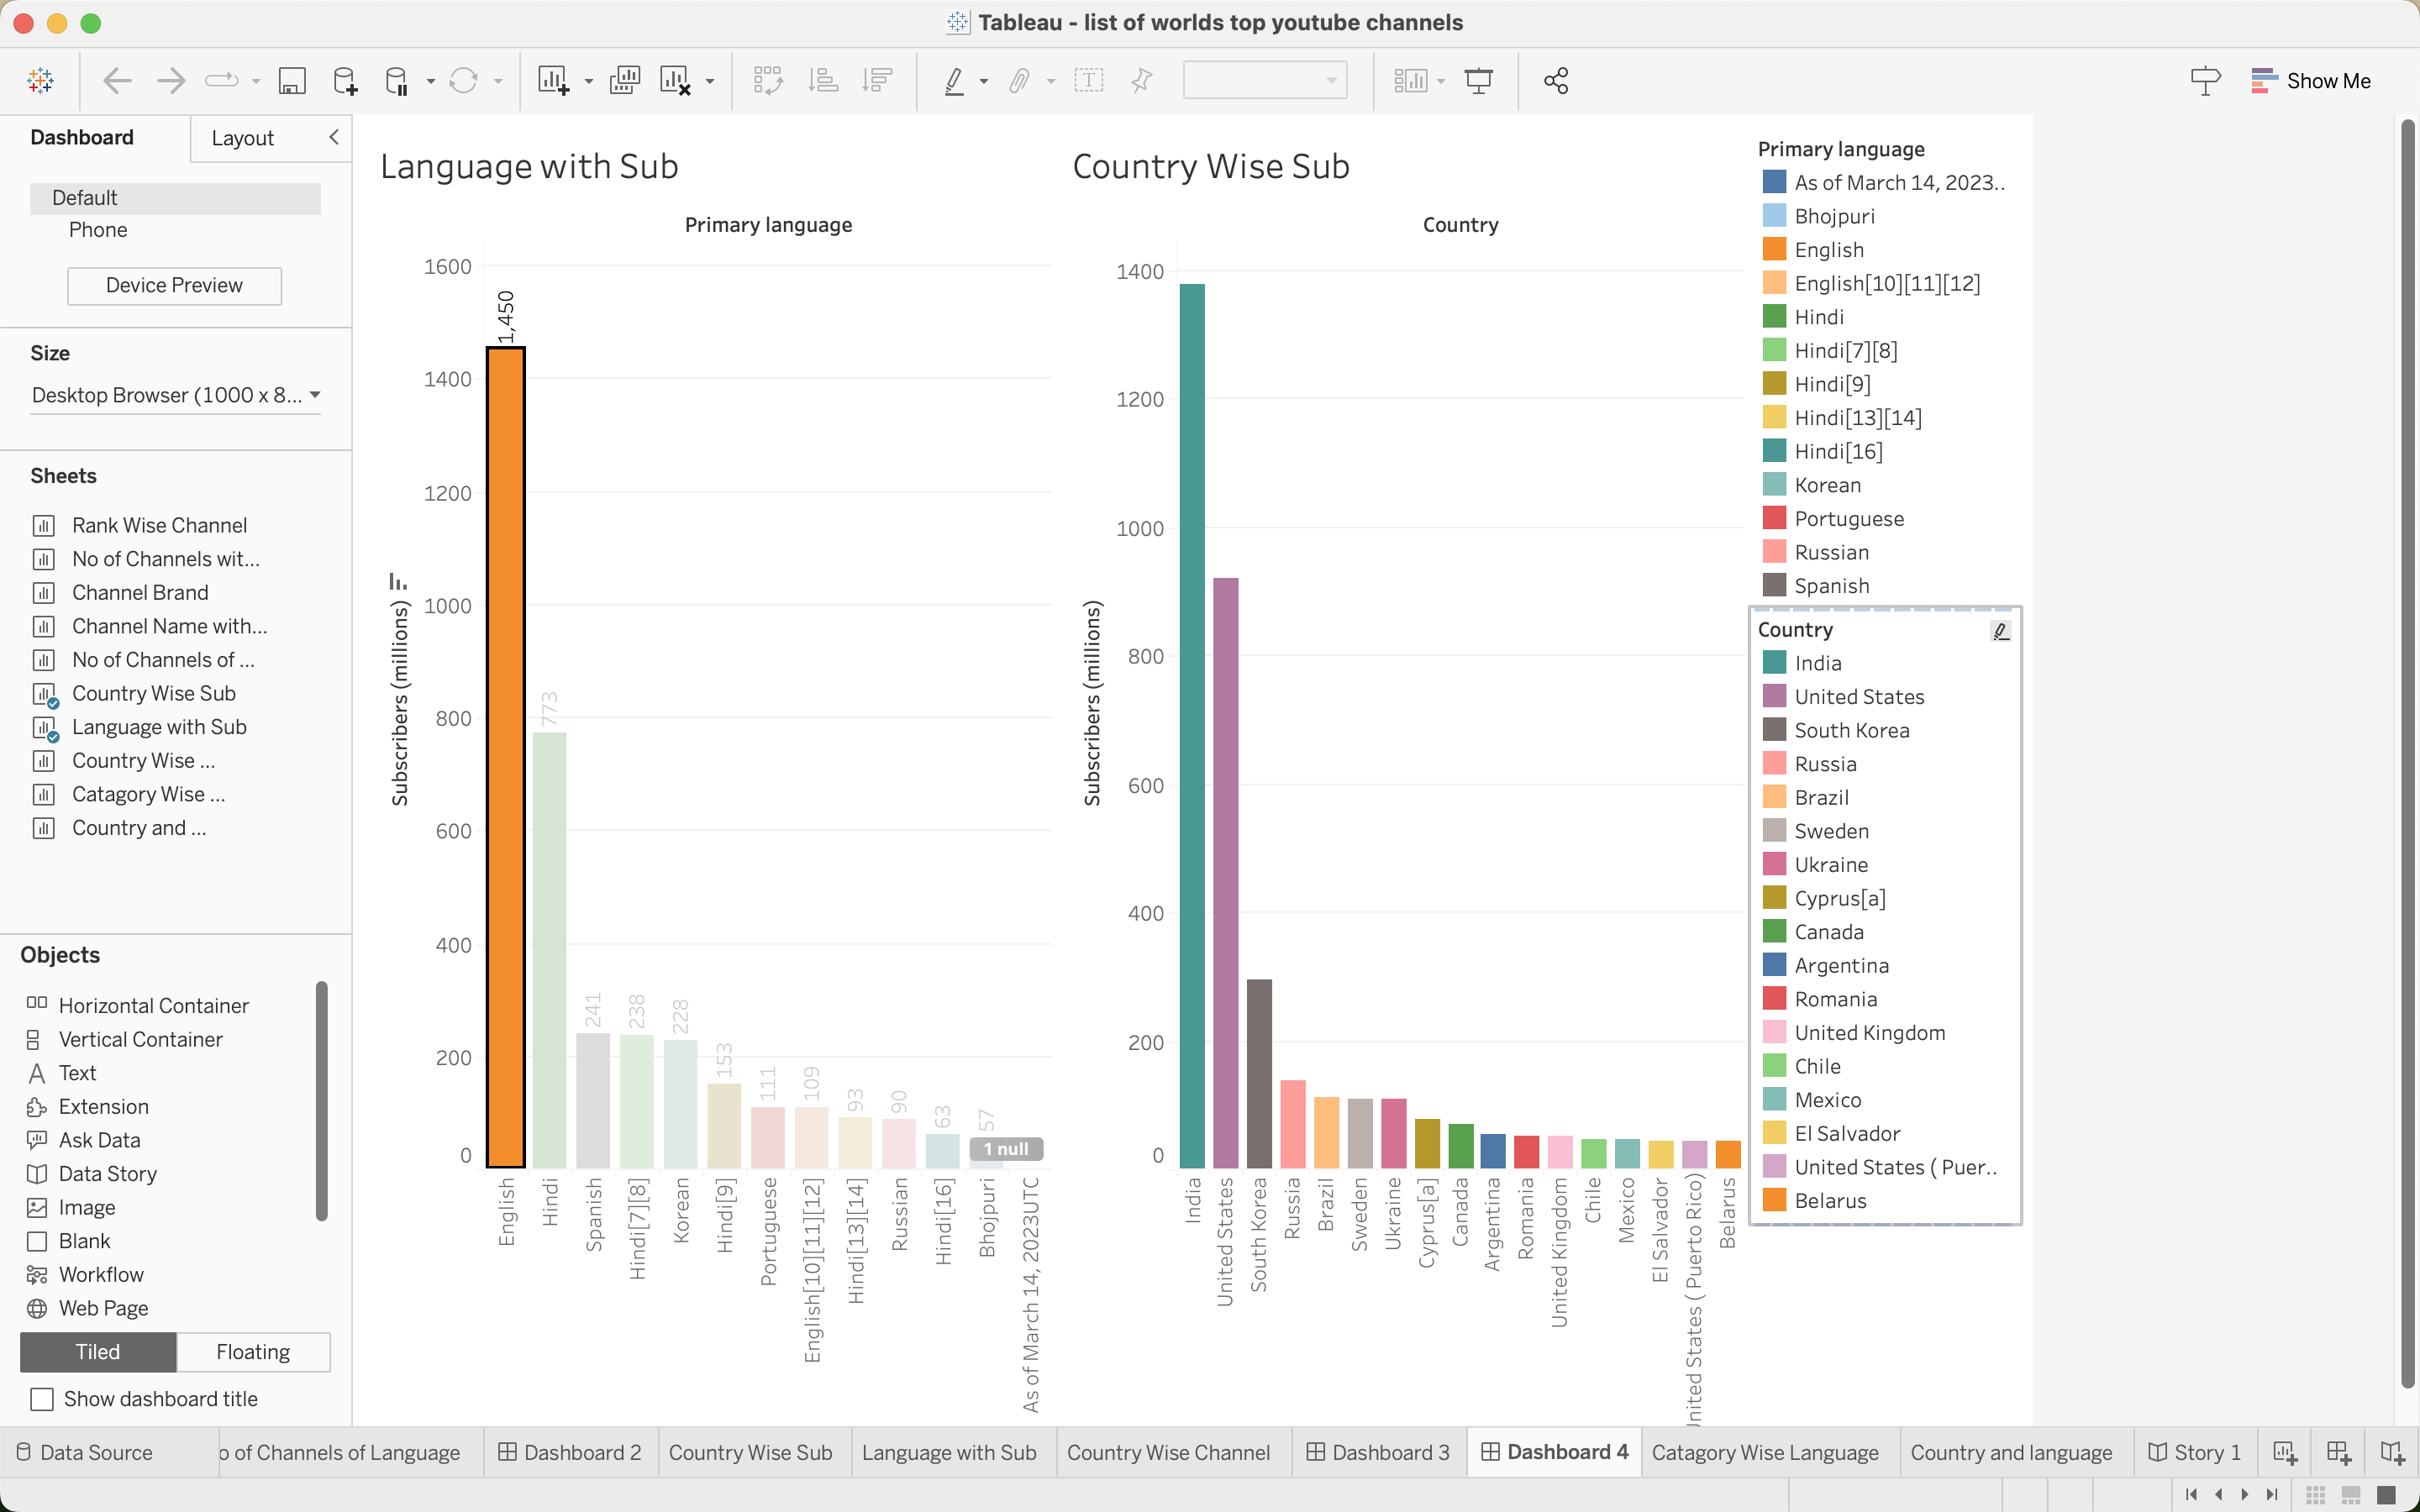 Tableau - list of worlds top youtube channels
Show Me
Dashboard
Layout
Default
Phone
Device Preview
Size
Desktop Browser (1000 x 8...
Sheets
Rank Wise Channel
No of Channels wit...
Channel Brand
Channel Name with...
No of Channels of ...
Country Wise Sub
Language with Sub
Country Wise ...
Catagory Wise ...
Country and ...
Objects
Horizontal Container
Vertical Container
Text
Extension
Ask Data
Data Story
Image
Blank
Workflow
Web Page
Tiled
Floating
Show dashboard title
Language with Sub
Primary language
Subscribers (millions)
1600
1400
1200
1000
800
600
400
200
0
1,450
773
241
238
228
153
111
109
93
90
63
57
1 null
English
Hindi
Spanish
Hindi[7][8]
Korean
Hindi[9]
Portuguese
English[10][11][12]
Hindi[13][14]
Russian
Hindi[16]
Bhojpuri
As of March 14, 2023UTC
Country Wise Sub
Country
Subscribers (millions)
1400
1200
1000
800
600
400
200
0
India
United States
South Korea
Russia
Brazil
Sweden
Ukraine
Cyprus[a]
Canada
Argentina
Romania
United Kingdom
Chile
Mexico
El Salvador
United States ( Puerto Rico)
Belarus
Primary language
As of March 14, 2023..
Bhojpuri
English
English[10][11][12]
Hindi
Hindi[7][8]
Hindi[9]
Hindi[13][14]
Hindi[16]
Korean
Portuguese
Russian
Spanish
Country
India
United States
South Korea
Russia
Brazil
Sweden
Ukraine
Cyprus[a]
Canada
Argentina
Romania
United Kingdom
Chile
Mexico
El Salvador
United States ( Puer..
Belarus
Data Source
o of Channels of Language
Dashboard 2
Country Wise Sub
Language with Sub
Country Wise Channel
Dashboard 3
Dashboard 4
Catagory Wise Language
Country and language
Story 1